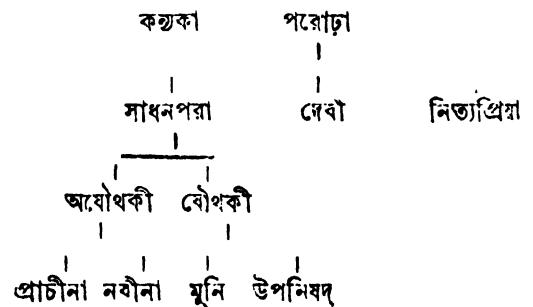 কন্যকা পরোঢ়া
সাধনপরা দেবী নিত্যপ্রিয়া
অযৌথকী যৌথকী
প্রাচীনা নবীনা মুনি উপনিষদ্